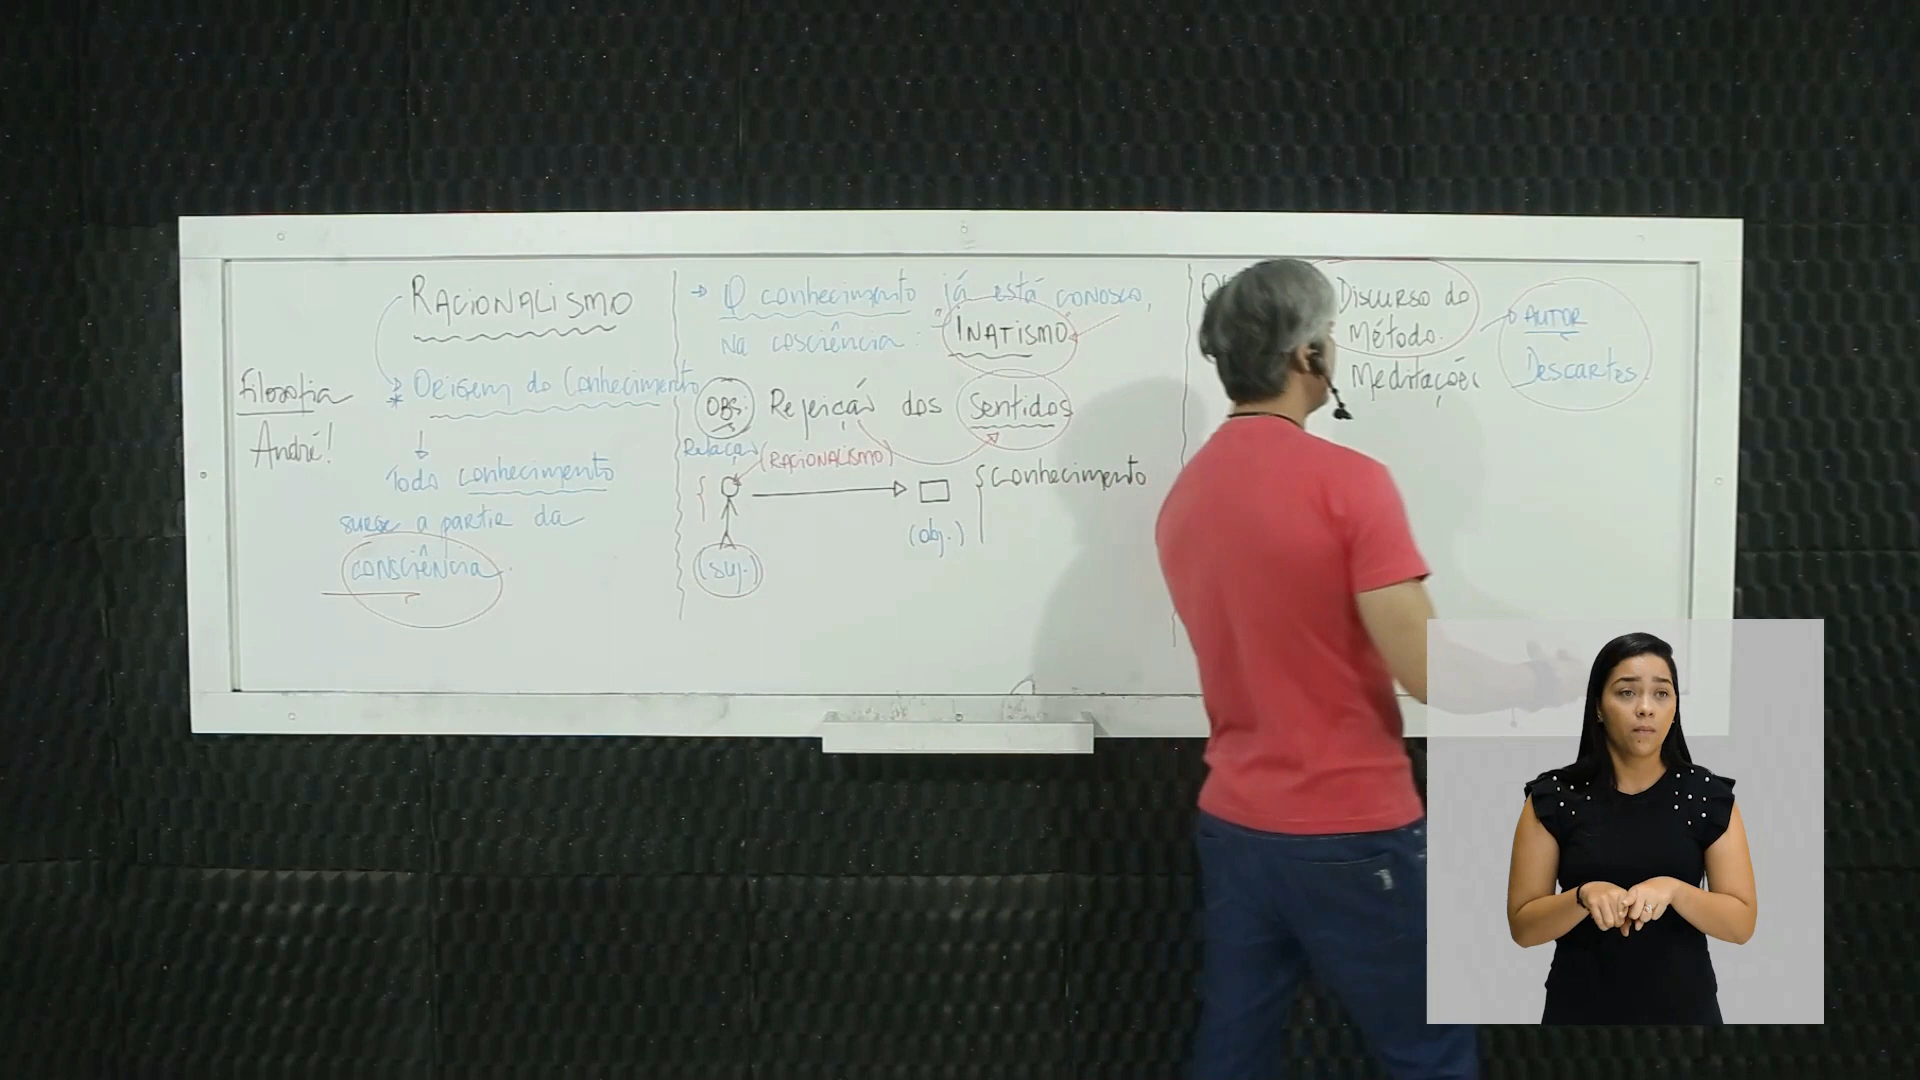 Filosofia
André!
RACIONALISMO
* Origem do Conhecimento
Todo conhecimento
surge a partir da
consciência.
→ O conhecimento já está conosco,
na cosciência: "INATISMO
OBS: Rejeição dos Sentidos
Relação (RACIONALISMO)
{ Conhecimento
(suj.)
(obj.)
Discurso do
Método.
Meditações
AUTOR
Descartes.